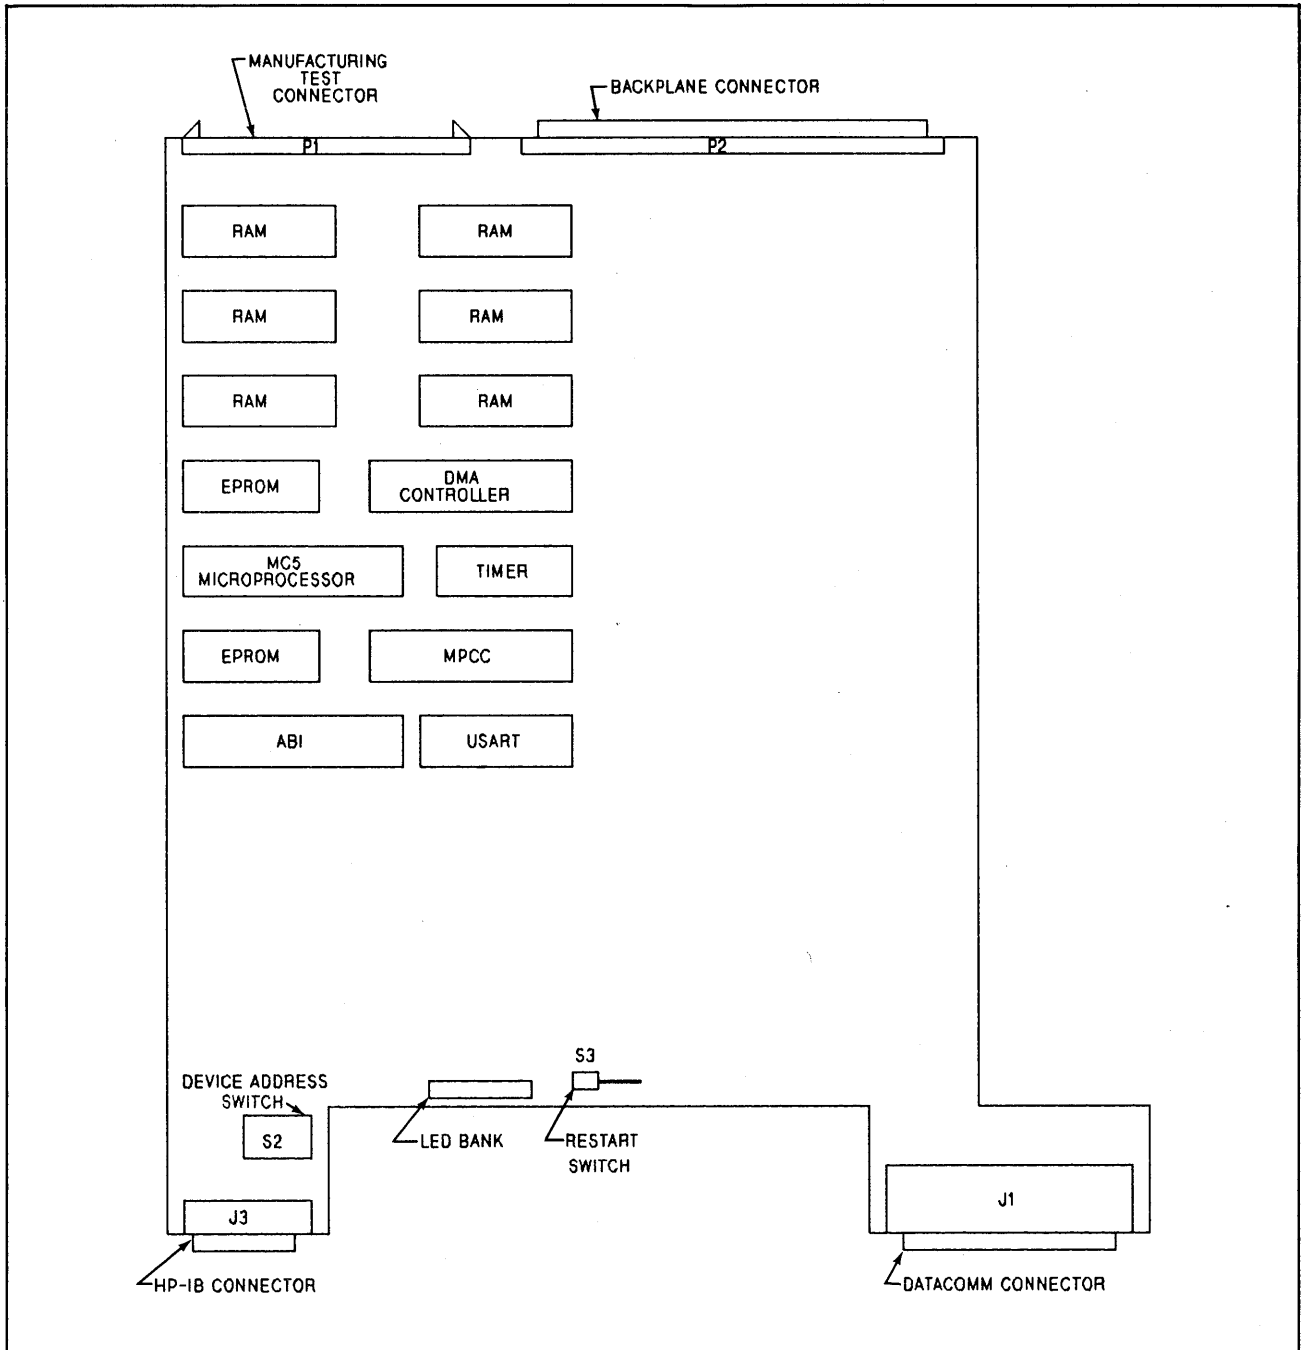 MANUFACTURING
TEST
CONNECTOR
BACKPLANE CONNECTOR
P1
P2
RAM
RAM
RAM
RAM
RAM
RAM
EPROM
DMA
CONTROLLER
MC5
MICROPROCESSOR
TIMER
EPROM
MPCC
ABI
USART
S3
DEVICE ADDRESS
SWITCH
S2
LED BANK
RESTART
SWITCH
J3
J1
HP-IB CONNECTOR
DATACOMM CONNECTOR